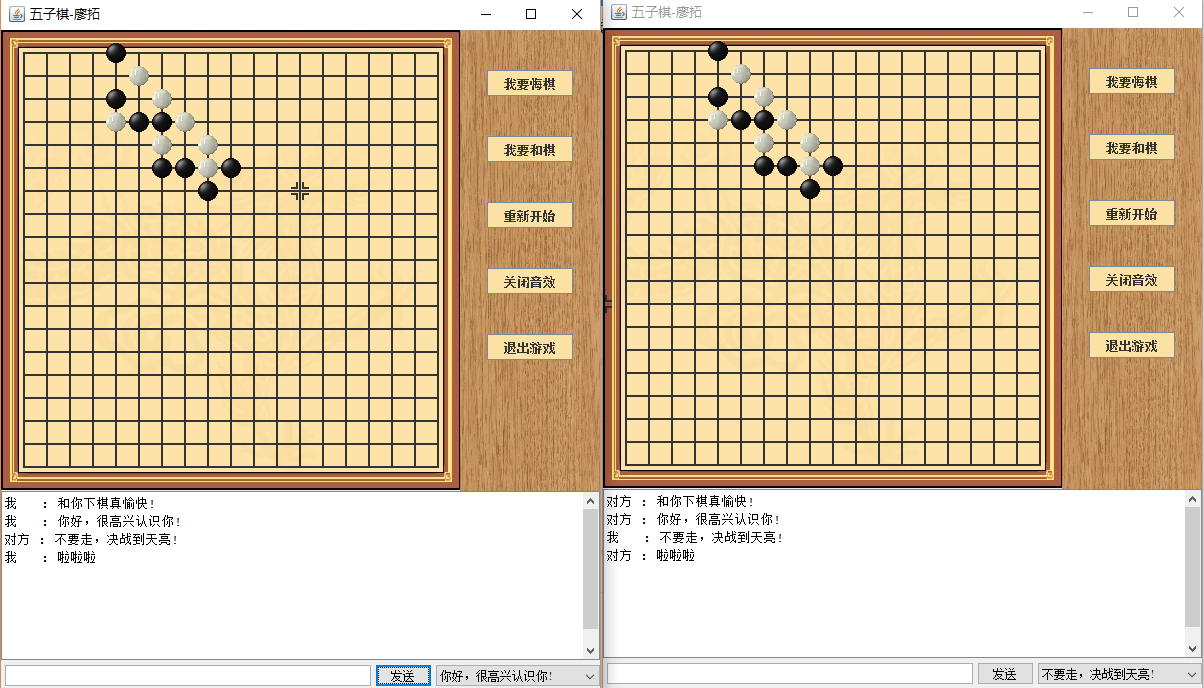 五子棋-廖拓
我要悔棋
我要和棋
重新开始
关闭音效
退出游戏
我 : 和你下棋真愉快!
我 : 你好，很高兴认识你!
对方 : 不要走，决战到天亮!
我 : 啦啦啦
发送
你好，很高兴认识你!
五子棋-廖拓
我要悔棋
我要和棋
重新开始
关闭音效
退出游戏
对方 : 和你下棋真愉快!
对方 : 你好，很高兴认识你!
我 : 不要走，决战到天亮!
对方 : 啦啦啦
发送
不要走，决战到天亮!